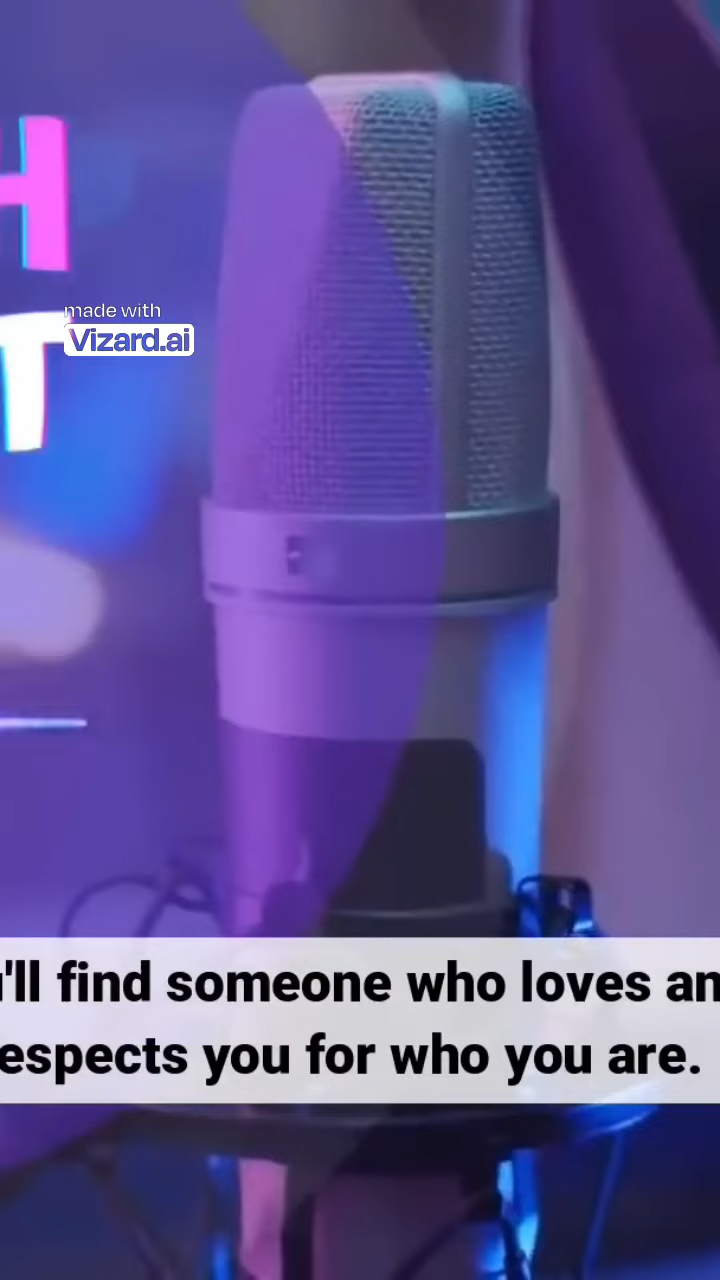 H
T
made with
Vizard.ai
'll find someone who loves an
espects you for who you are.